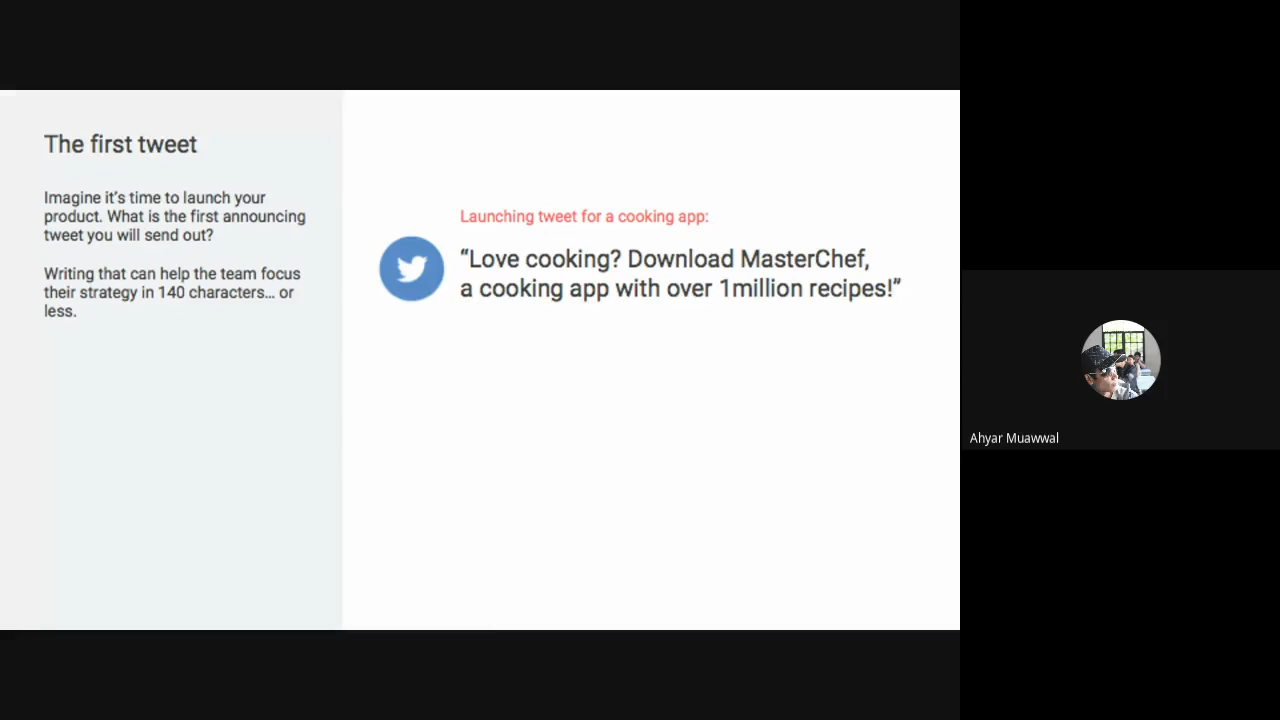 The first tweet
Imagine it's time to launch your
product. What is the first announcing
tweet you will send out?
Writing that can help the team focus
their strategy in 140 characters... or
less.
Launching tweet for a cooking app:
“Love cooking? Download MasterChef,
a cooking app with over 1million recipes!”
Ahyar Muawwal